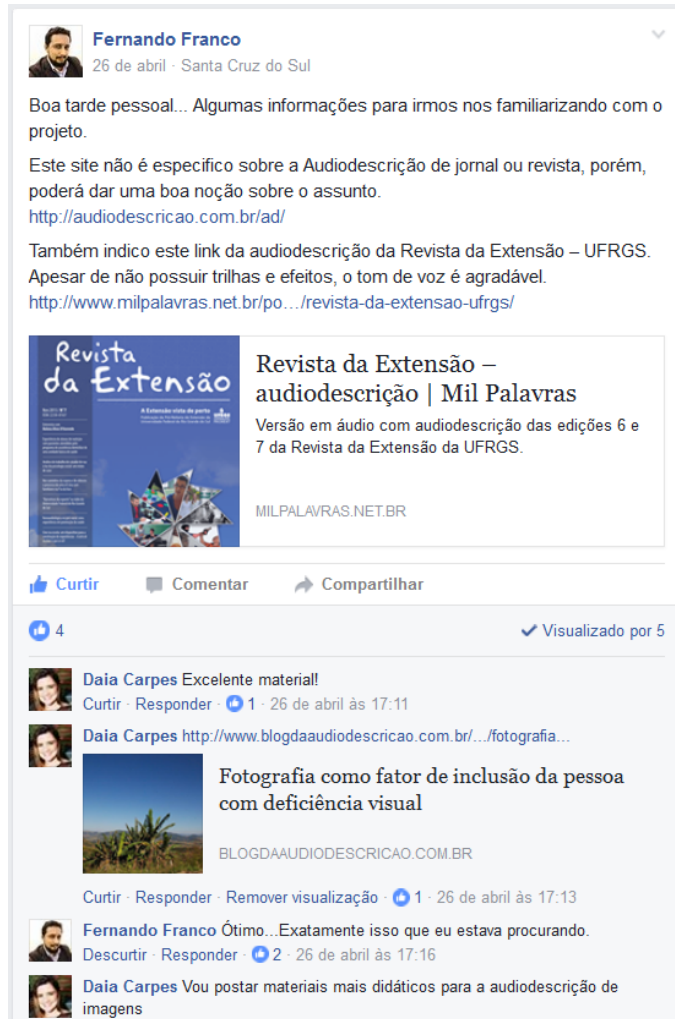 Fernando Franco
26 de abril · Santa Cruz do Sul
Boa tarde pessoal... Algumas informações para irmos nos familiarizando com o
projeto.
Este site não é especifico sobre a Audiodescrição de jornal ou revista, porém,
poderá dar uma boa noção sobre o assunto.
http://audiodescricao.com.br/ad/
Também indico este link da audiodescrição da Revista da Extensão – UFRGS.
Apesar de não possuir trilhas e efeitos, o tom de voz é agradável.
http://www.milpalavras.net.br/po…/revista-da-extensao-ufrgs/
Revista
da Extensão
A Extensão vista de perto
Revista da Extensão –
audiodescrição | Mil Palavras
Versão em áudio com audiodescrição das edições 6 e
7 da Revista da Extensão da UFRGS.
MILPALAVRAS.NET.BR
Curtir Comentar Compartilhar
4 Visualizado por 5
Daia Carpes Excelente material!
Curtir · Responder · 1 · 26 de abril às 17:11
Daia Carpes http://www.blogdaaudiodescricao.com.br/.../fotografia...
Fotografia como fator de inclusão da pessoa
com deficiência visual
BLOGDAAUDIODESCRICAO.COM.BR
Curtir · Responder · Remover visualização · 1 · 26 de abril às 17:13
Fernando Franco Ótimo...Exatamente isso que eu estava procurando.
Descurtir · Responder · 2 · 26 de abril às 17:16
Daia Carpes Vou postar materiais mais didáticos para a audiodescrição de
imagens